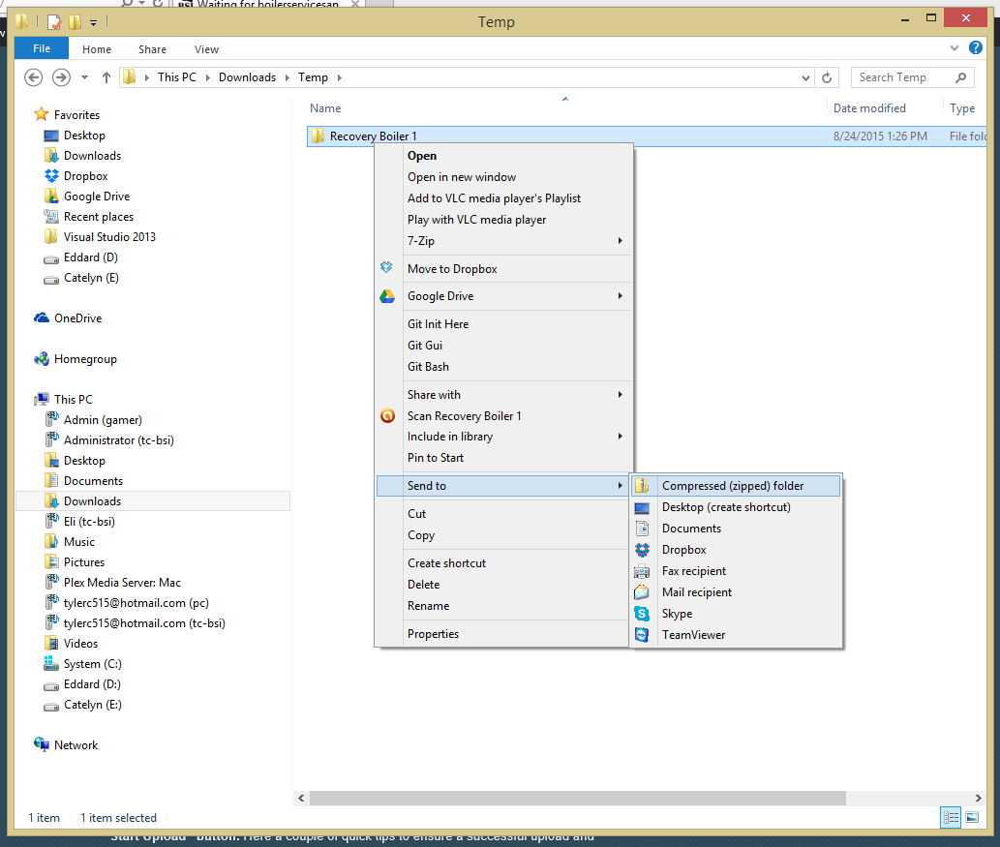 Waiting for boilerservicesan
Temp
File Home Share View
This PC Downloads Temp
Search Temp
Name Date modified Type
Recovery Boiler 1 8/24/2015 1:26 PM File fold
Favorites
Desktop
Downloads
Dropbox
Google Drive
Recent places
Visual Studio 2013
Eddard (D)
Catelyn (E)
OneDrive
Homegroup
This PC
Admin (gamer)
Administrator (tc-bsi)
Desktop
Documents
Downloads
Eli (tc-bsi)
Music
Pictures
Plex Media Server: Mac
tylerc515@hotmail.com (pc)
tylerc515@hotmail.com (tc-bsi)
Videos
System (C:)
Eddard (D:)
Catelyn (E:)
Network
Open
Open in new window
Add to VLC media player's Playlist
Play with VLC media player
7-Zip
Move to Dropbox
Google Drive
Git Init Here
Git Gui
Git Bash
Share with
Scan Recovery Boiler 1
Include in library
Pin to Start
Send to
Cut
Copy
Create shortcut
Delete
Rename
Properties
Compressed (zipped) folder
Desktop (create shortcut)
Documents
Dropbox
Fax recipient
Mail recipient
Skype
TeamViewer
1 item 1 item selected
Start Upload" button. Here a couple of quick tips to ensure a successful upload and